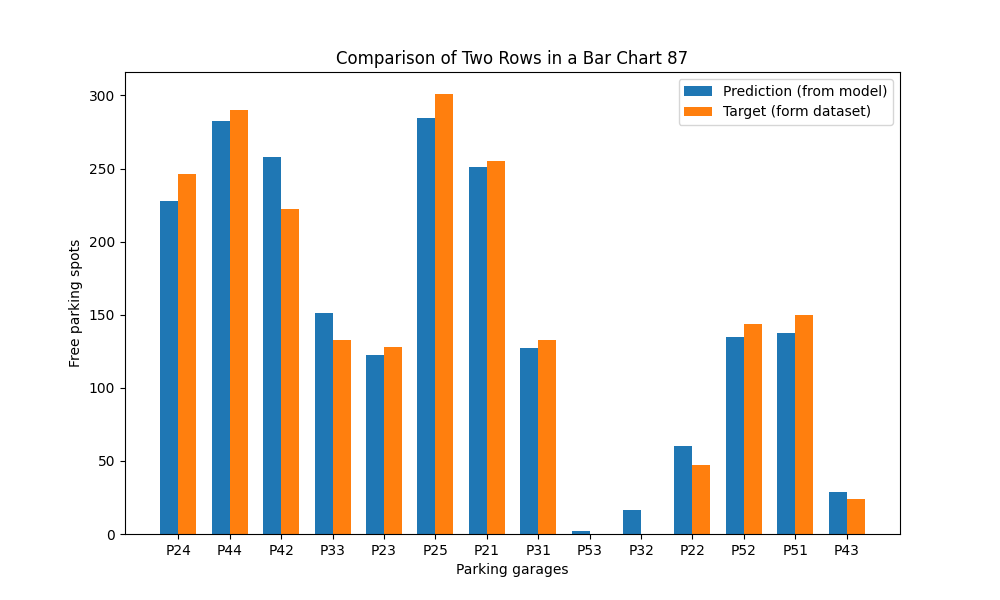 Comparison of Two Rows in a Bar Chart 87
Prediction (from model)
Target (form dataset)
300
250
200
150
100
50
0
Free parking spots
P24 P44 P42 P33 P23 P25 P21 P31 P53 P32 P22 P52 P51 P43
Parking garages